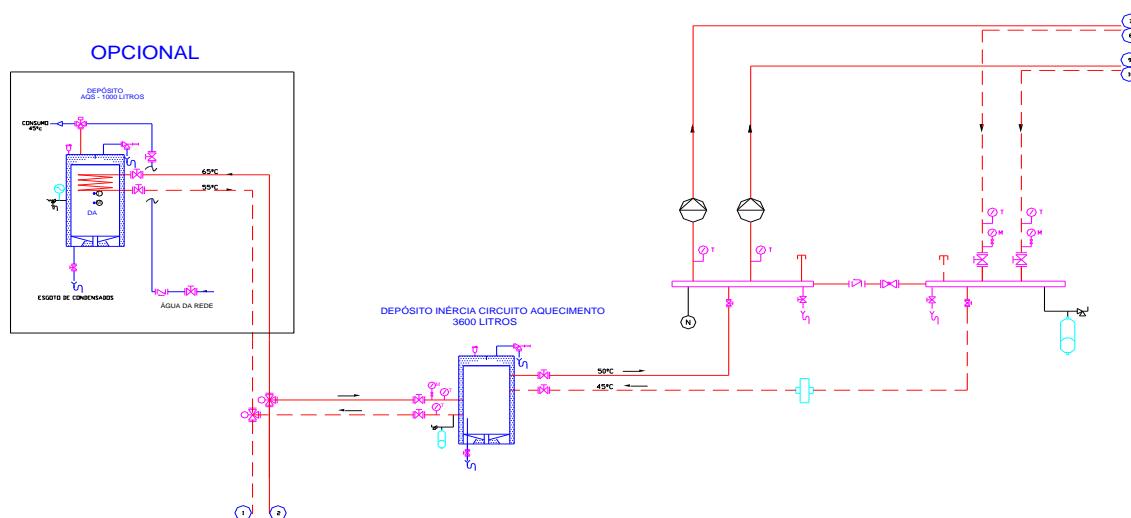 OPCIONAL
DEPÓSITO
AQS - 1000 LITROS
CONSUMO
45ºc
65ºC
55ºC
DA
ESGOTO DE CONDENSADOS
ÁGUA DA REDE
DEPÓSITO INÉRCIA CIRCUITO AQUECIMENTO
3600 LITROS
50ºC
45ºC
M
T
T
T
T
T
M
M
N
1
2